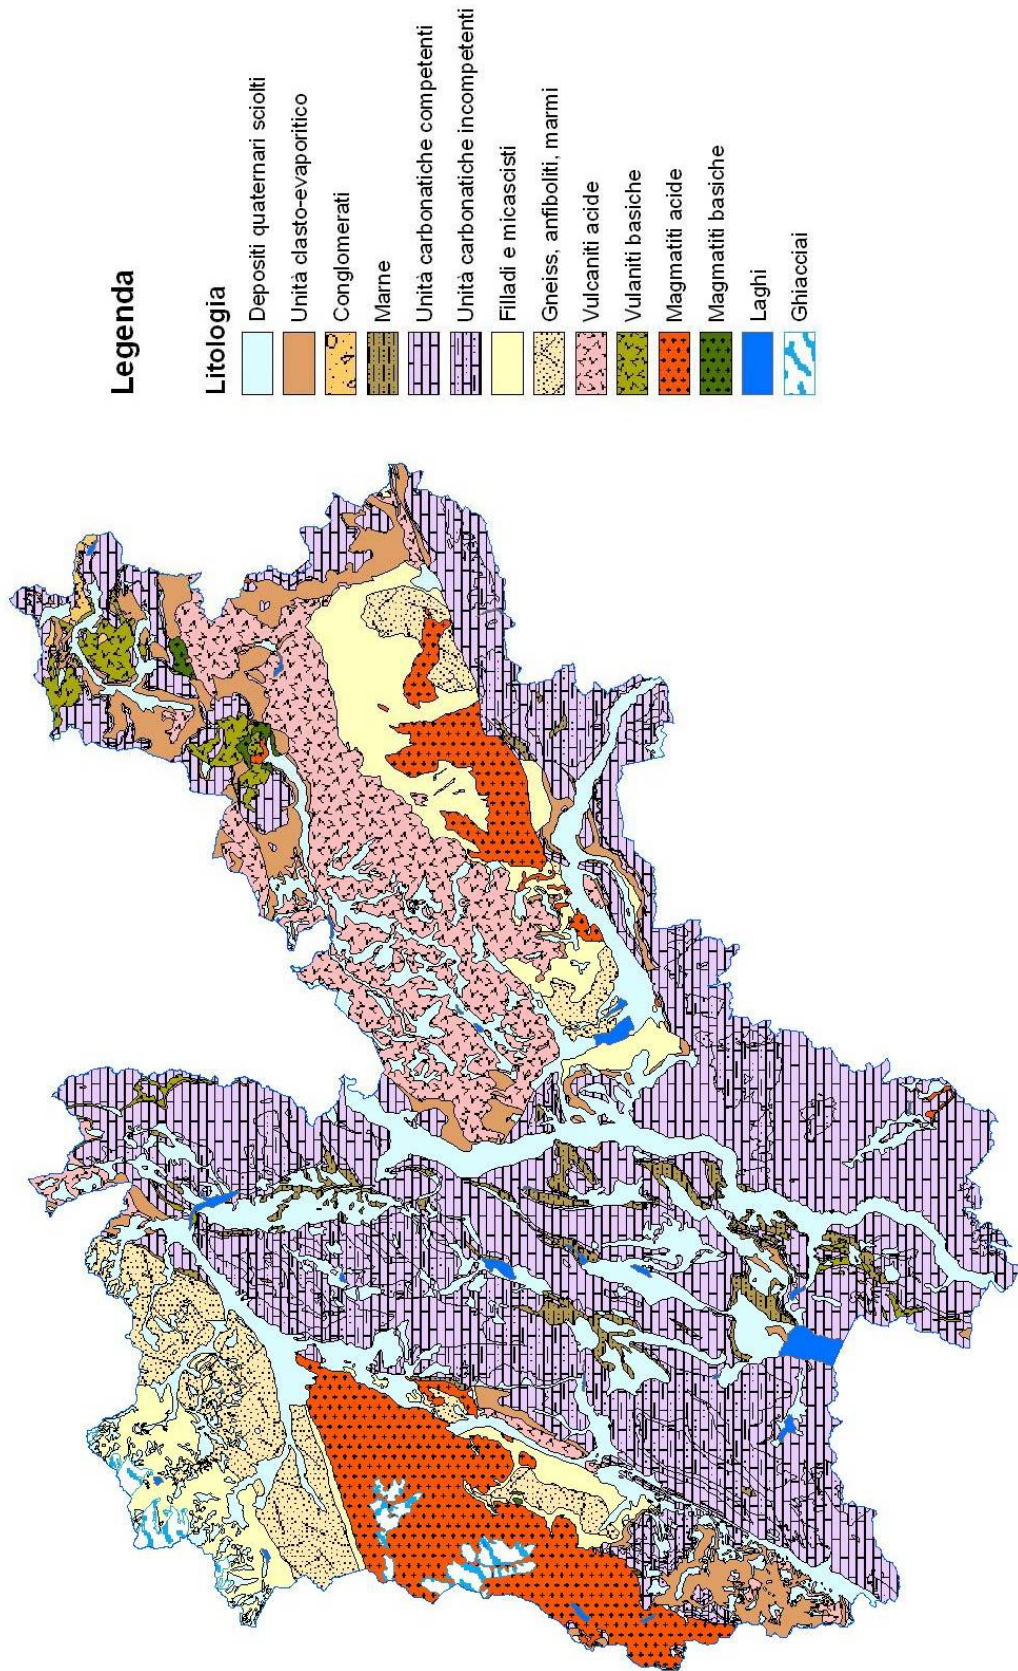 Legenda
Litologia
Depositi quaternari sciolti
Unità clasto-evaporitico
Conglomerati
Marne
Unità carbonatiche competenti
Unità carbonatiche incompetenti
Filladi e micascisti
Gneiss, anfiboliti, marmi
Vulcaniti acide
Vulaniti basiche
Magmatiti acide
Magmatiti basiche
Laghi
Ghiacciai